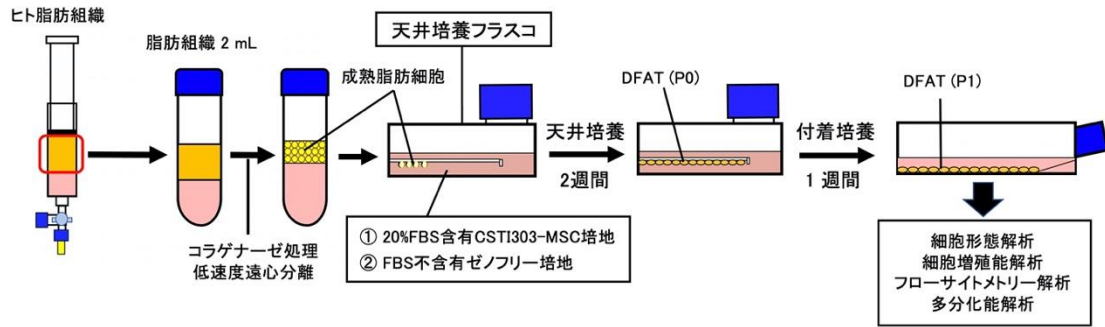 ヒト脂肪組織
脂肪組織 2 mL
コラゲナーゼ処理
低速度遠心分離
成熟脂肪細胞
天井培養フラスコ
① 20%FBS含有CSTI303-MSC培地
② FBS不含有ゼノフリー培地
天井培養
2週間
DFAT (P0)
付着培養
1 週間
DFAT (P1)
細胞形態解析
細胞増殖能解析
フローサイトメトリー解析
多分化能解析